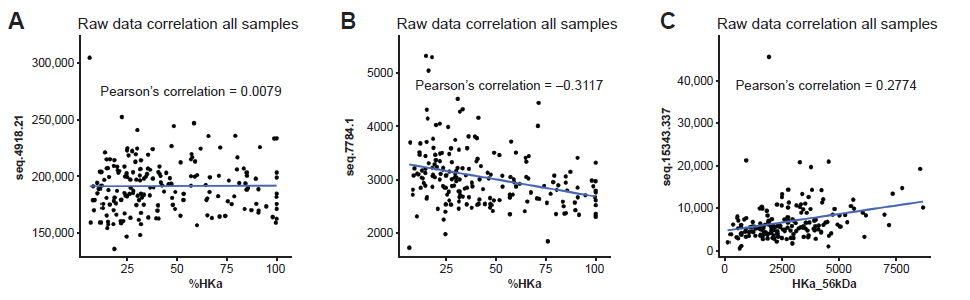 A
Raw data correlation all samples
Pearson's correlation = 0.0079
seq.4918.21
300,000
250,000
200,000
150,000
25 50 75 100
%HKa
B
Raw data correlation all samples
Pearson's correlation = –0.3117
seq.7784.1
5000
4000
3000
2000
25 50 75 100
%HKa
C
Raw data correlation all samples
Pearson's correlation = 0.2774
seq.15343.337
40,000
30,000
20,000
10,000
0
0 2500 5000 7500
HKa_56kDa